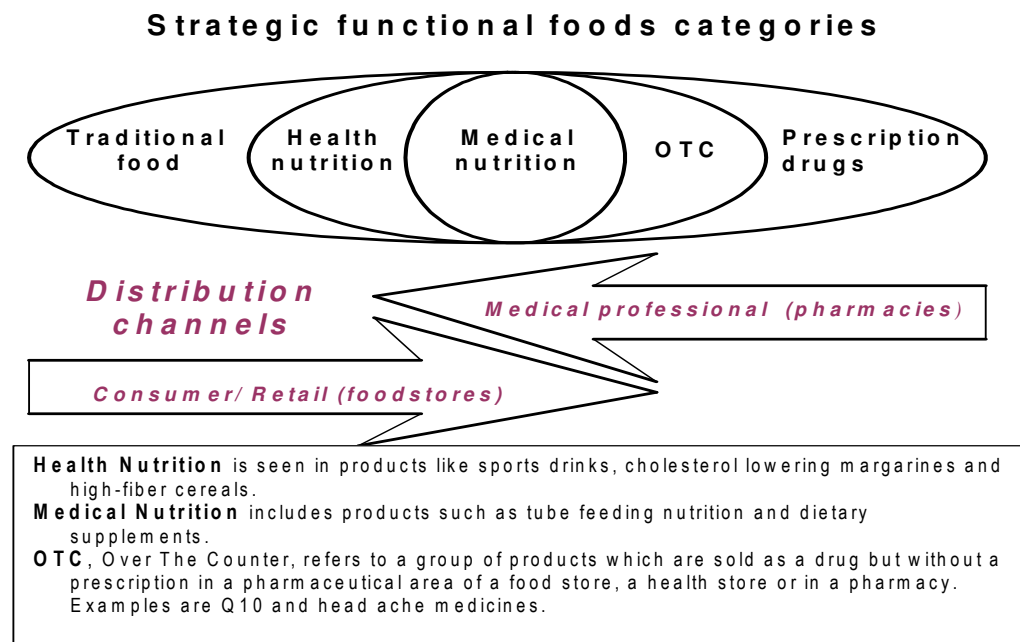 Strategic functional foods categories
Traditional
food
Health
nutrition
Medical
nutrition
OTC
Prescription
drugs
Distribution
channels
Medical professional (pharmacies)
Consumer/ Retail (foodstores)
Health Nutrition is seen in products like sports drinks, cholesterol lowering margarines and
high-fiber cereals.
Medical Nutrition includes products such as tube feeding nutrition and dietary
supplements.
OTC, Over The Counter, refers to a group of products which are sold as a drug but without a
prescription in a pharmaceutical area of a food store, a health store or in a pharmacy.
Examples are Q10 and head ache medicines.